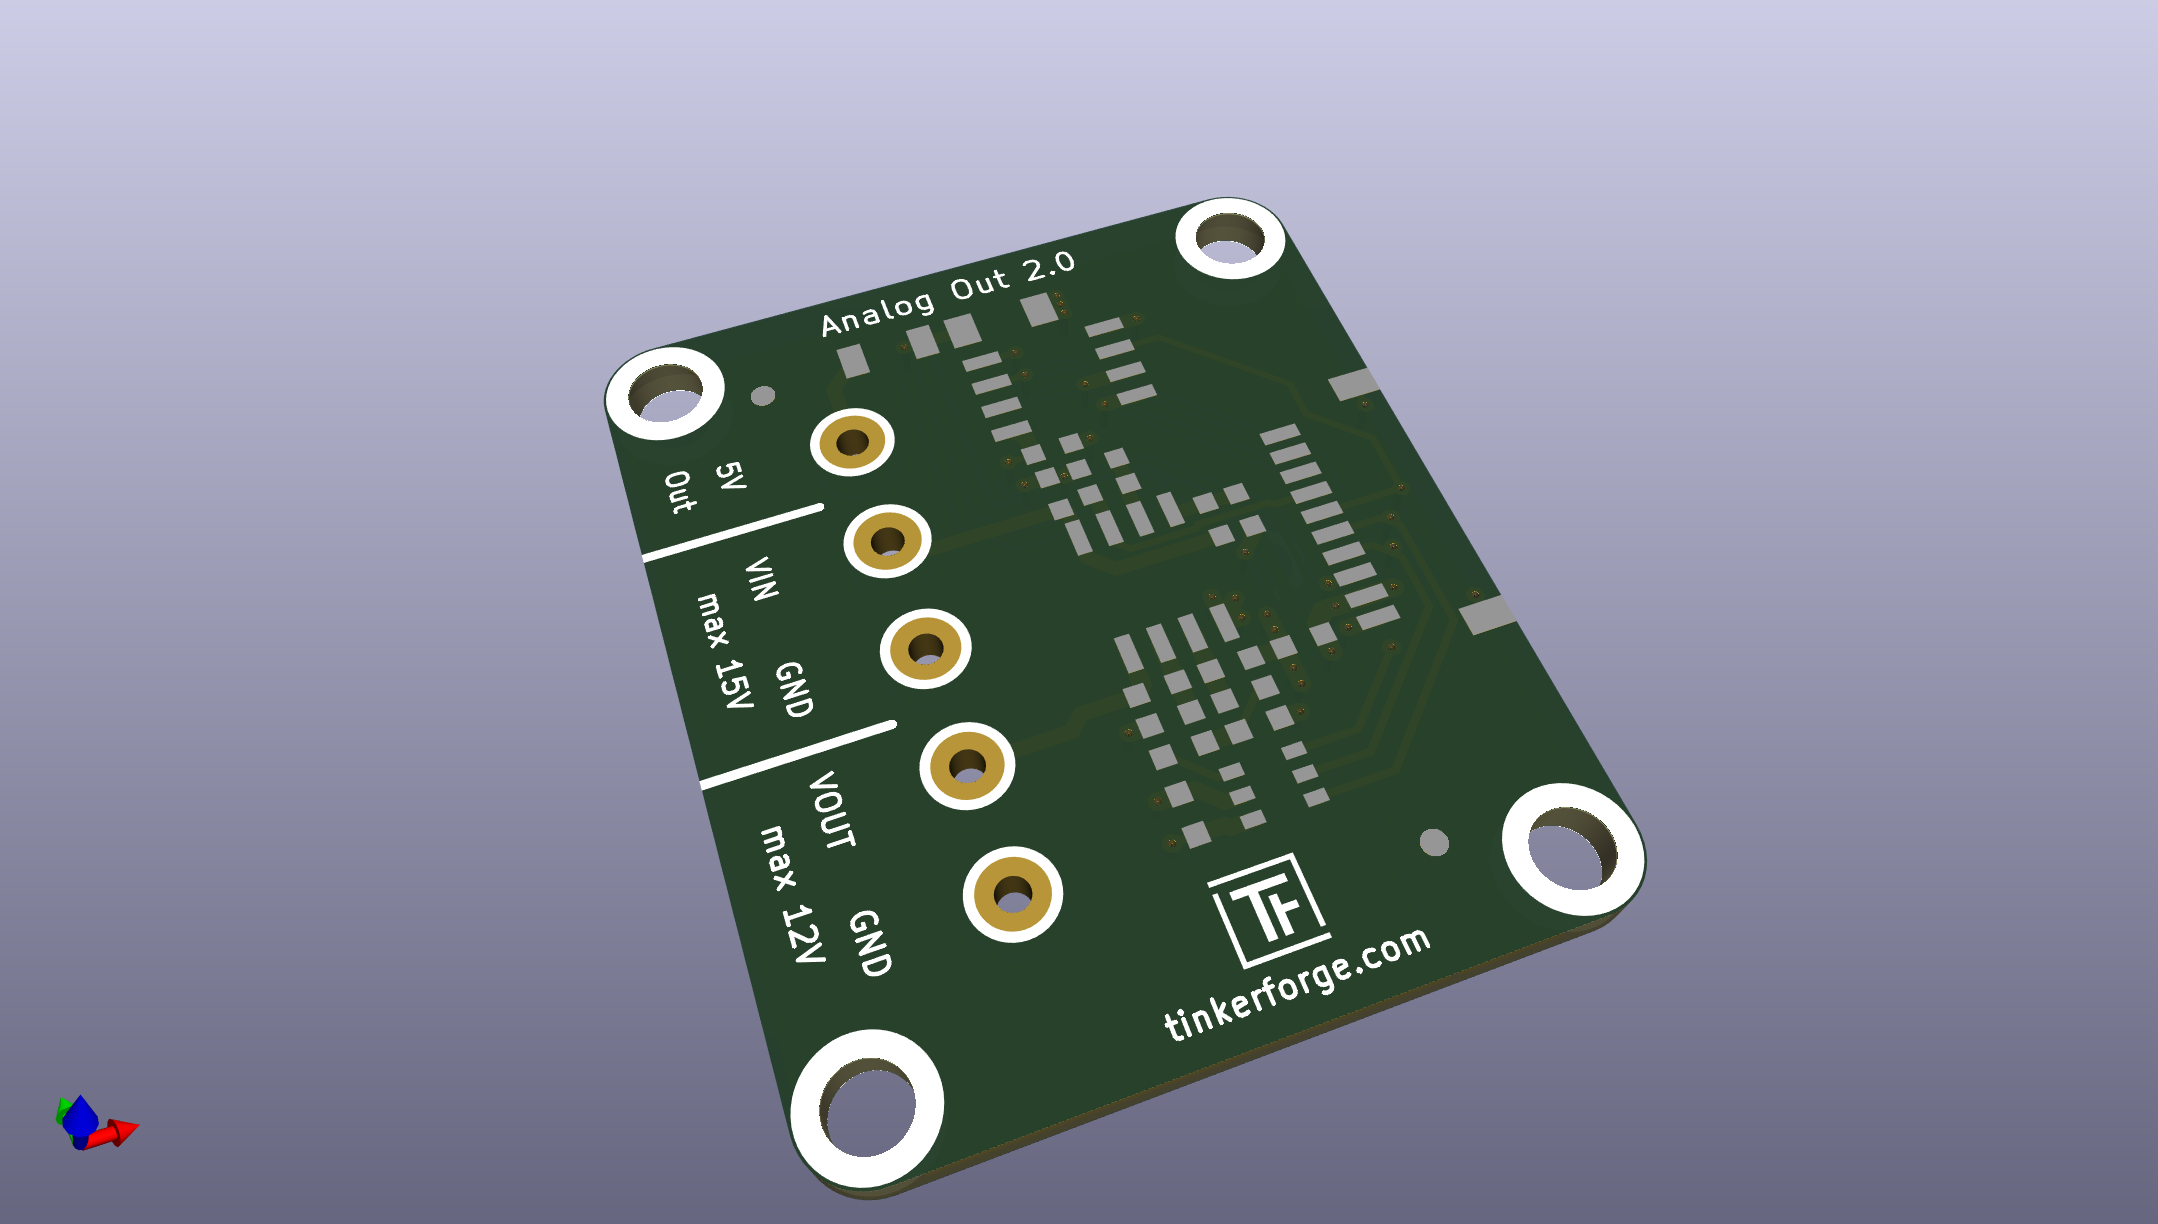 Analog Out 2.0
5V
Out
VIN
max 15V
GND
VOUT
max 12V
GND
TF
tinkerforge.com